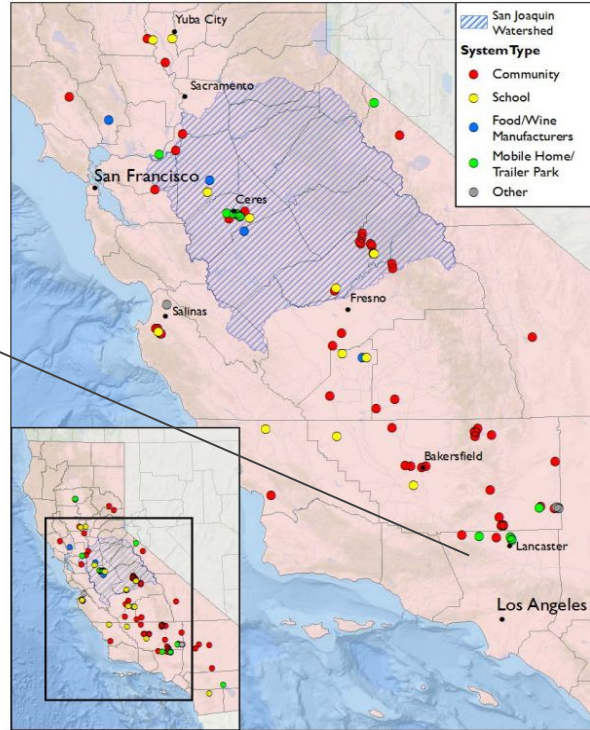 San Joaquin
Watershed
System Type
Community
School
Food/Wine
Manufacturers
Mobile Home/
Trailer Park
Other
Yuba City
Sacramento
San Francisco
Ceres
Salinas
Fresno
Bakersfield
Lancaster
Los Angeles